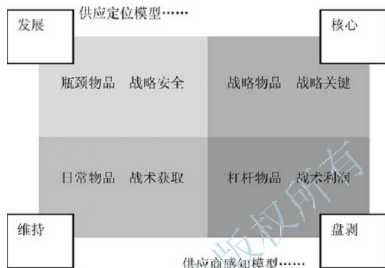 供应定位模型……
发展
核心
瓶颈物品 战略安全
战略物品 战略关键
日常物品 战术获取
杠杆物品 战术利润
维持
盘剥
供应商感知模型……
版权所有